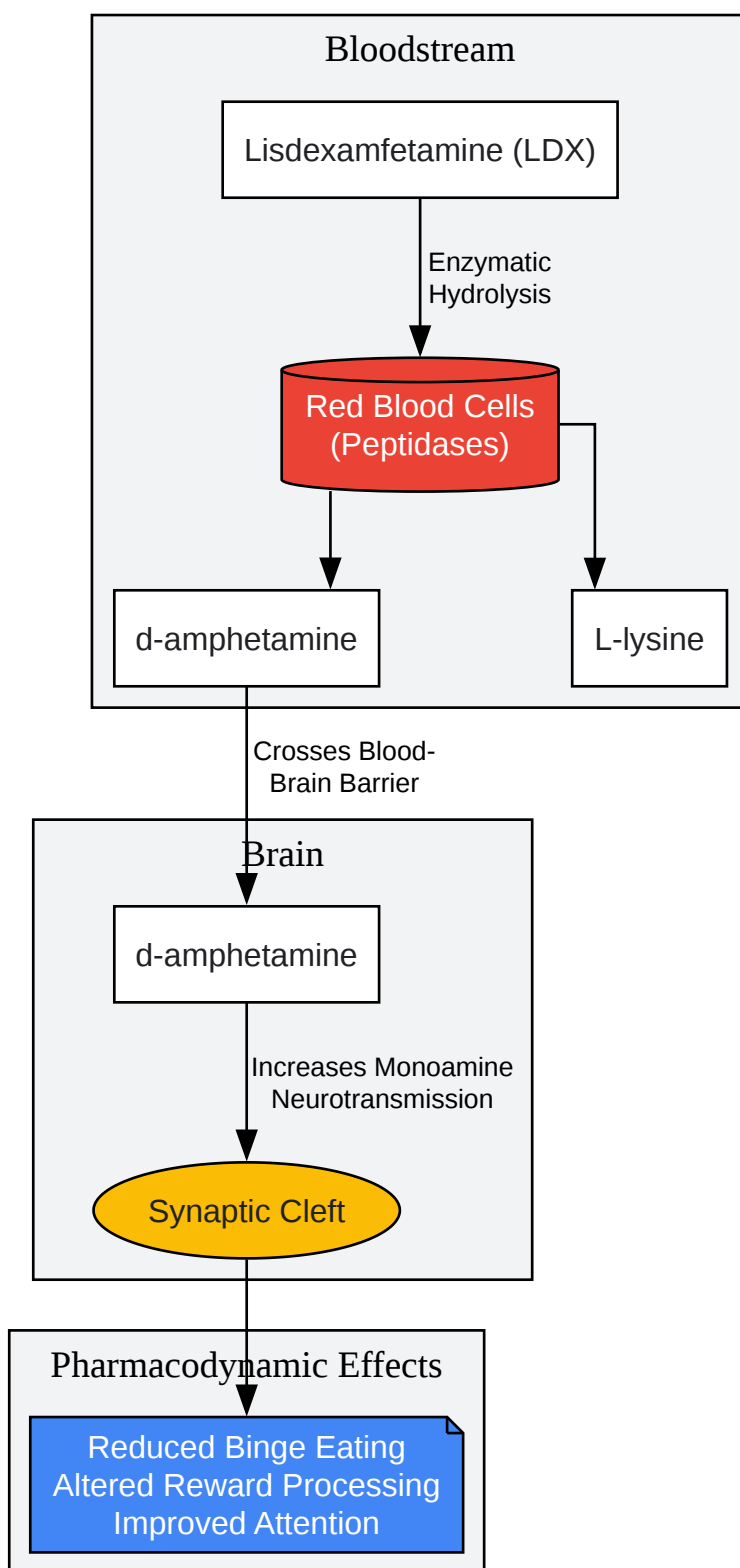 Bloodstream
Lisdexamfetamine (LDX)
Enzymatic
Hydrolysis
Red Blood Cells
(Peptidases)
d-amphetamine
L-lysine
Crosses Blood-
Brain Barrier
Brain
d-amphetamine
Increases Monoamine
Neurotransmission
Synaptic Cleft
Pharmacodynamic Effects
Reduced Binge Eating
Altered Reward Processing
Improved Attention